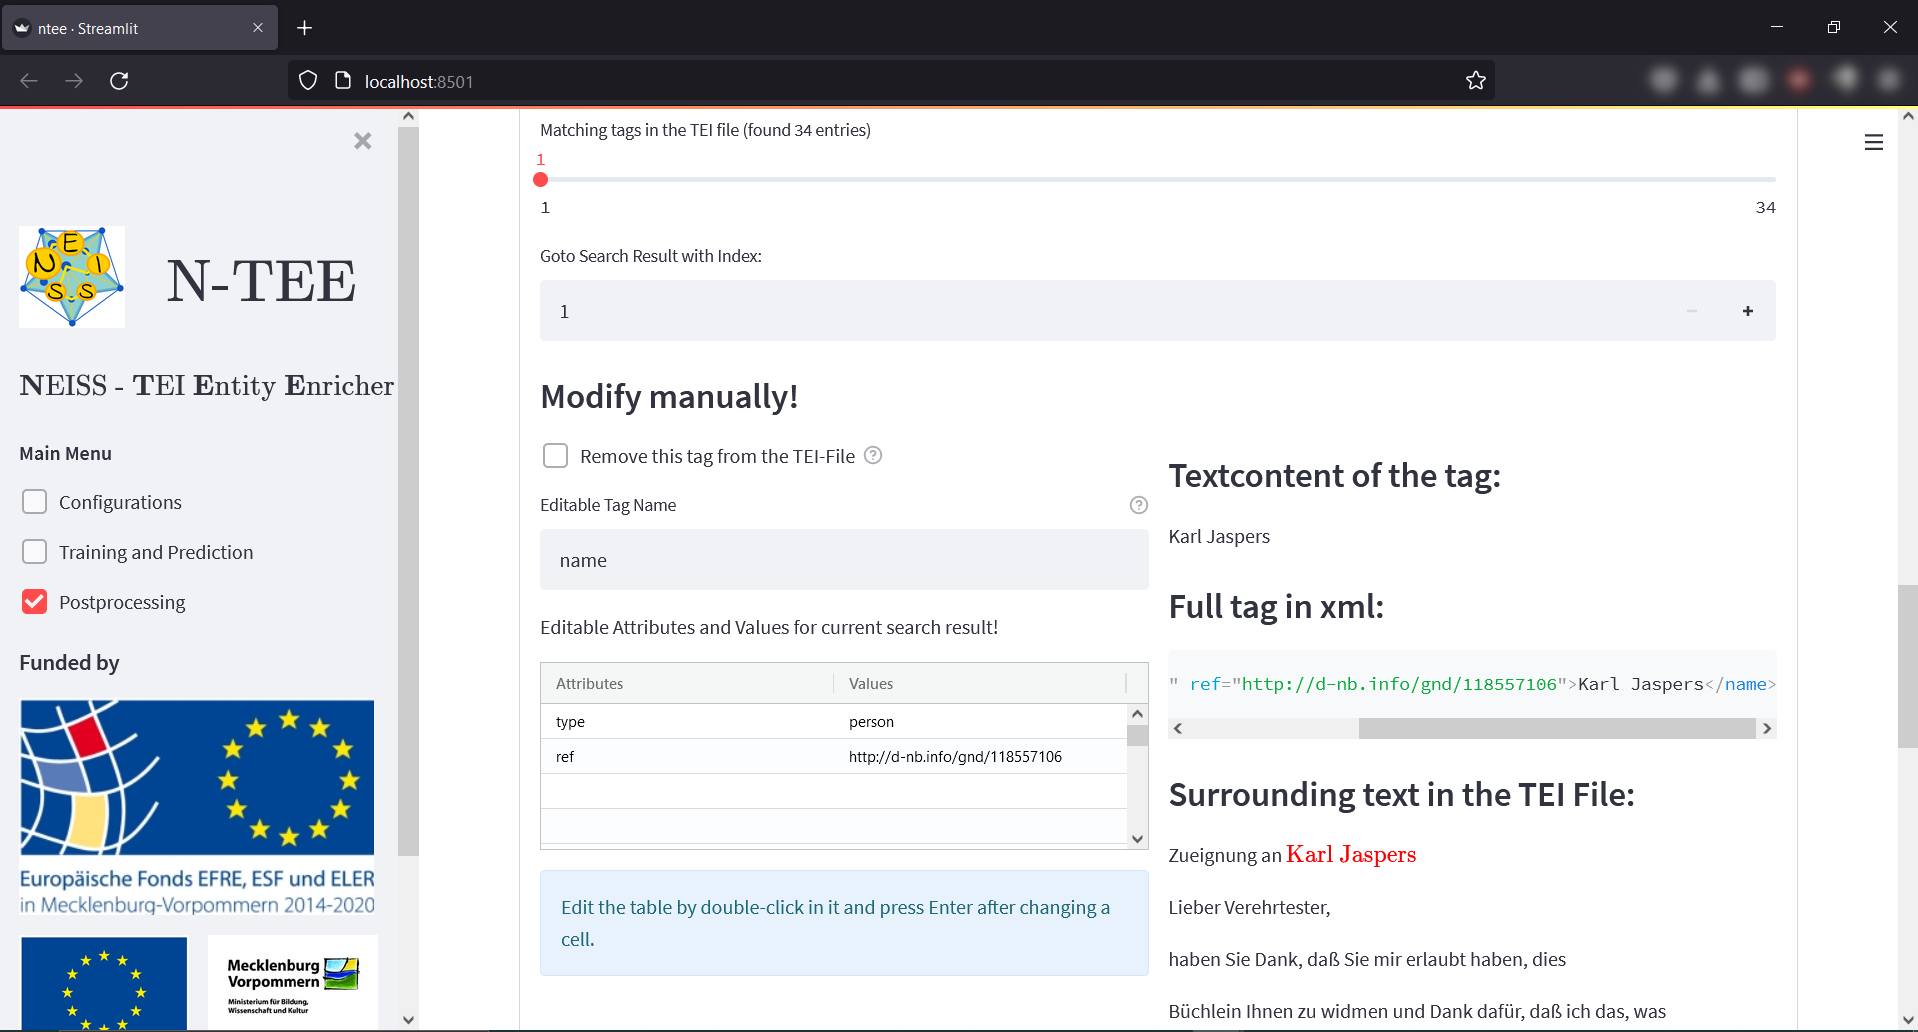 ntee · Streamlit
localhost:8501
N E I S S
N-TEE
NEISS - TEI Entity Enricher
Main Menu
Configurations
Training and Prediction
Postprocessing
Funded by
Europäische Fonds EFRE, ESF und ELER
in Mecklenburg-Vorpommern 2014-2020
Mecklenburg
Vorpommern
Ministerium für Bildung,
Wissenschaft und Kultur
Matching tags in the TEI file (found 34 entries)
1
1
34
Goto Search Result with Index:
1
Modify manually!
Remove this tag from the TEI-File
Editable Tag Name
name
Editable Attributes and Values for current search result!
Attributes Values
type person
ref http://d-nb.info/gnd/118557106
Edit the table by double-click in it and press Enter after changing a
cell.
Textcontent of the tag:
Karl Jaspers
Full tag in xml:
" ref="http://d-nb.info/gnd/118557106">Karl Jaspers</name>
Surrounding text in the TEI File:
Zueignung an Karl Jaspers
Lieber Verehrtester,
haben Sie Dank, daß Sie mir erlaubt haben, dies
Büchlein Ihnen zu widmen und Dank dafür, daß ich das, was